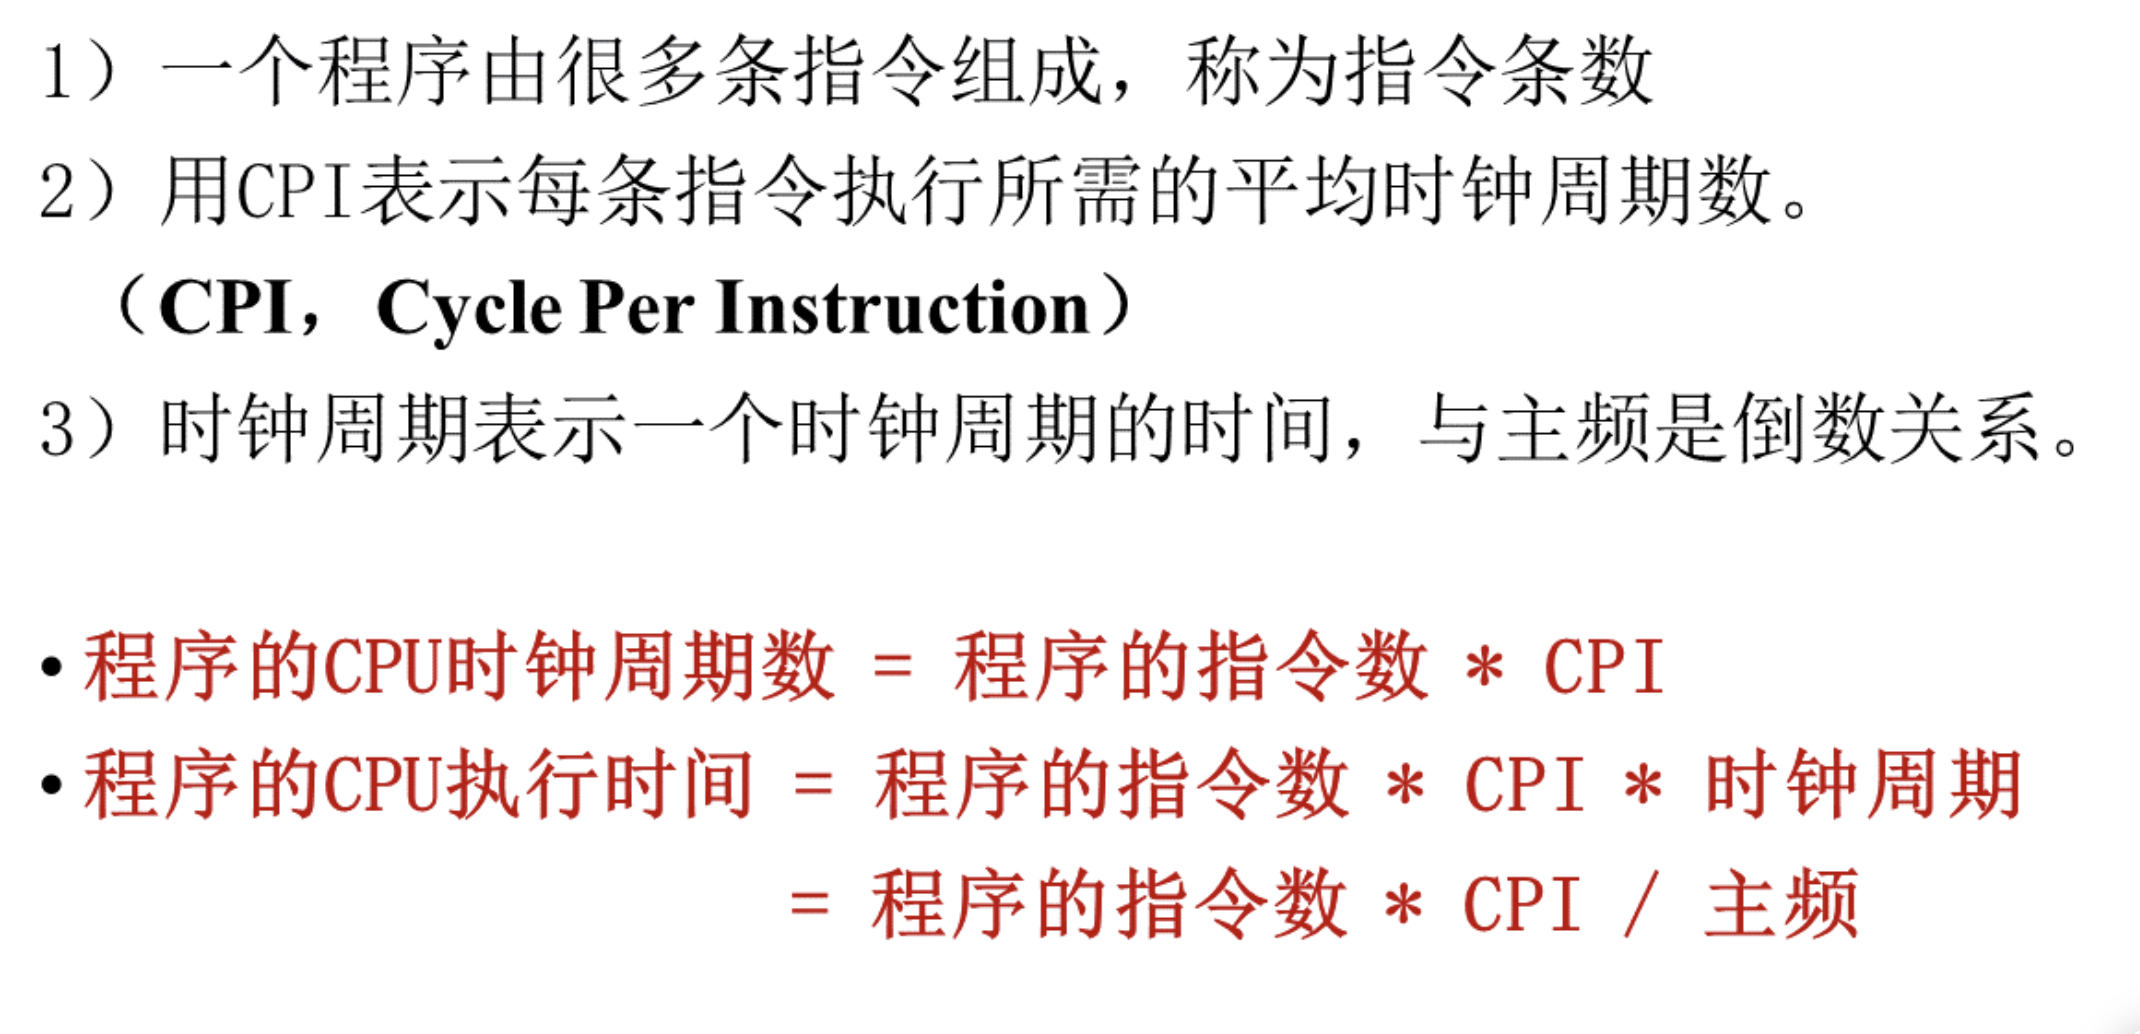 1）一个程序由很多条指令组成，称为指令条数
2）用CPI表示每条指令执行所需的平均时钟周期数。
（CPI， Cycle Per Instruction）
3）时钟周期表示一个时钟周期的时间，与主频是倒数关系。
•程序的CPU时钟周期数 = 程序的指令数 * CPI
•程序的CPU执行时间 = 程序的指令数 * CPI * 时钟周期
= 程序的指令数 * CPI / 主频